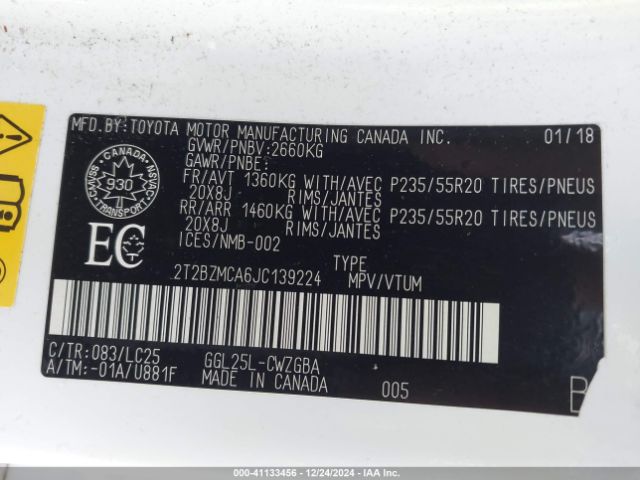 MFD.BY:TOYOTA MOTOR MANUFACTURING CANADA INC. 01/18
GVWR/PNBV:2660KG
GAWR/PNBE:
FR/AVT 1360KG WITH/AVEC P235/55R20 TIRES/PNEUS
20X8J RIMS/JANTES
RR/ARR 1460KG WITH/AVEC P235/55R20 TIRES/PNEUS
20X8J RIMS/JANTES
ICES/NMB-002
CANADA
CMVSS NSVAC
930
TRANSPORT
EC
TYPE
2T2BZMCA6JC139224 MPV/VTUM
C/TR:083/LC25 GGL25L-CWZGBA
A/TM:-01A/U881F MADE IN CANADA 005
000-41133456 - 12/24/2024 - IAA Inc.